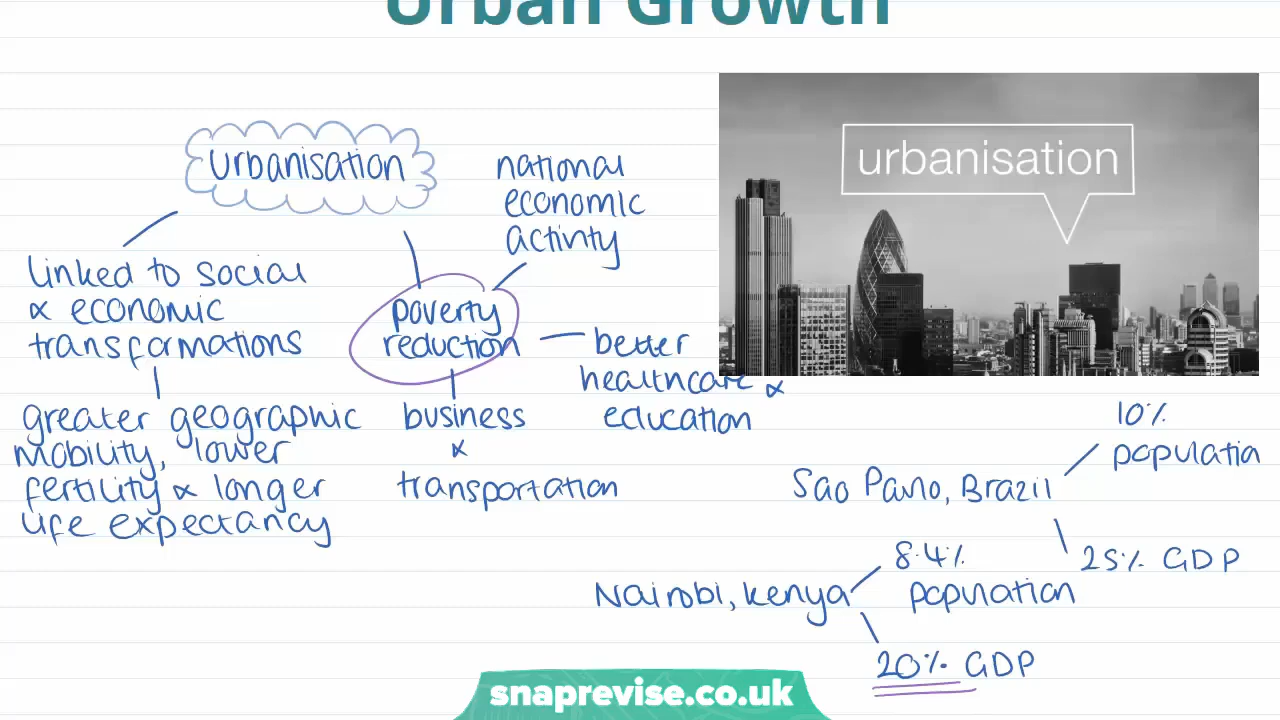 Urban Growth
urbanisation
national
economic
activity
urbanisation
linked to social
& economic
transformations
poverty
reduction
better
healthcare &
education
greater geographic
mobility, lower
fertility & longer
life expectancy
business
&
transportation
10%
population
Sao Paulo, Brazil
25% GDP
8.4%
population
Nairobi, Kenya
20% GDP
snaprevise.co.uk